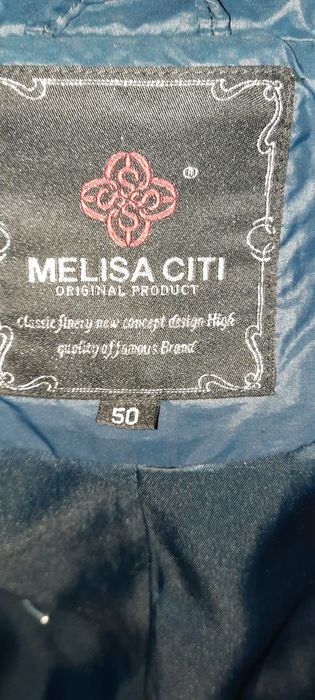 ®
MELISA CITI
ORIGINAL PRODUCT
Classic finery new concept design High
quality of famous Brand
50